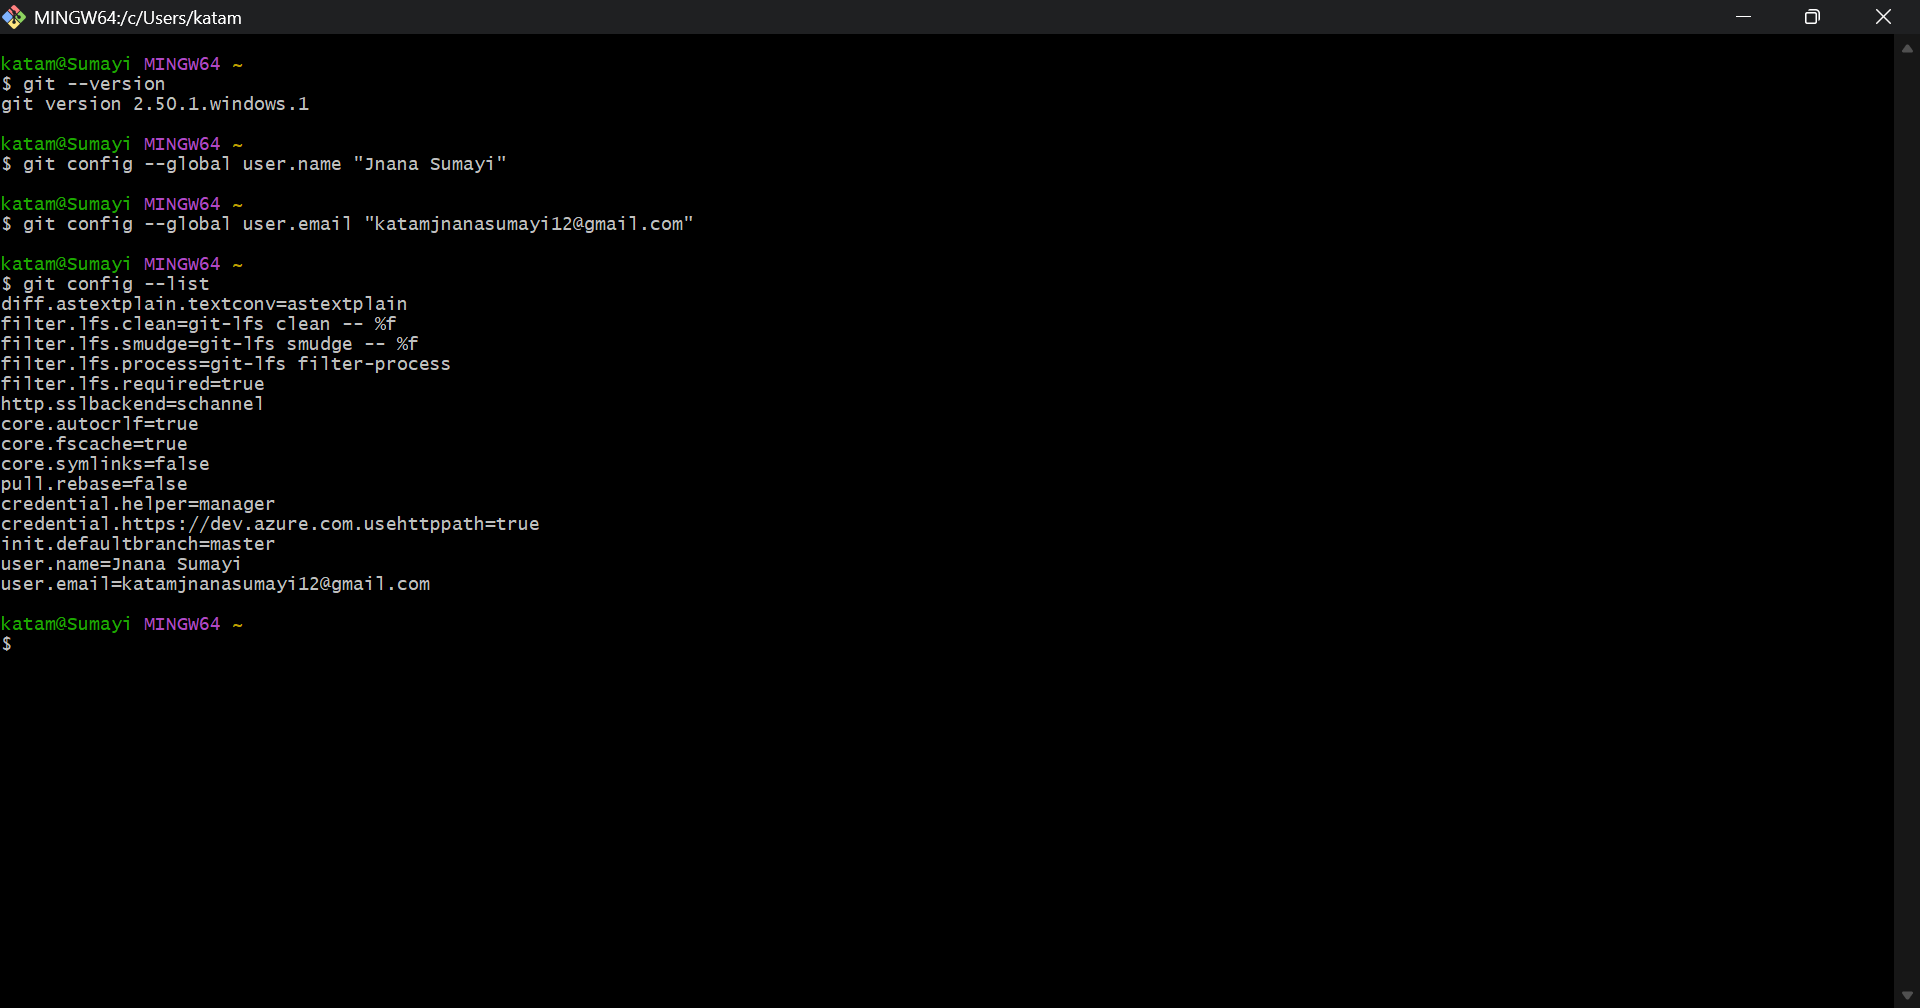 MINGW64:/c/Users/katam
katam@Sumayi MINGW64 ~
$ git --version
git version 2.50.1.windows.1
katam@Sumayi MINGW64 ~
$ git config --global user.name "Jnana Sumayi"
katam@Sumayi MINGW64 ~
$ git config --global user.email "katamjnanasumayi12@gmail.com"
katam@Sumayi MINGW64 ~
$ git config --list
diff.astextplain.textconv=astextplain
filter.lfs.clean=git-lfs clean -- %f
filter.lfs.smudge=git-lfs smudge -- %f
filter.lfs.process=git-lfs filter-process
filter.lfs.required=true
http.sslbackend=schannel
core.autocrlf=true
core.fscache=true
core.symlinks=false
pull.rebase=false
credential.helper=manager
credential.https://dev.azure.com.usehttppath=true
init.defaultbranch=master
user.name=Jnana Sumayi
user.email=katamjnanasumayi12@gmail.com
katam@Sumayi MINGW64 ~
$